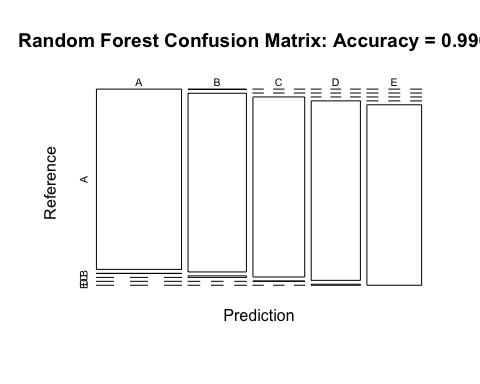 Random Forest Confusion Matrix: Accuracy = 0.99
A B C D E
Reference
A
B
Prediction